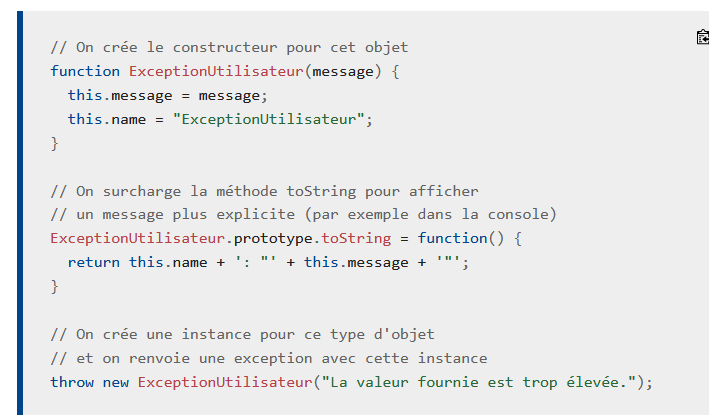 // On crée le constructeur pour cet objet
function ExceptionUtilisateur(message) {
  this.message = message;
  this.name = "ExceptionUtilisateur";
}
// On surcharge la méthode toString pour afficher
// un message plus explicite (par exemple dans la console)
ExceptionUtilisateur.prototype.toString = function() {
  return this.name + ': "' + this.message + '"';
}
// On crée une instance pour ce type d'objet
// et on renvoie une exception avec cette instance
throw new ExceptionUtilisateur("La valeur fournie est trop élevée.");